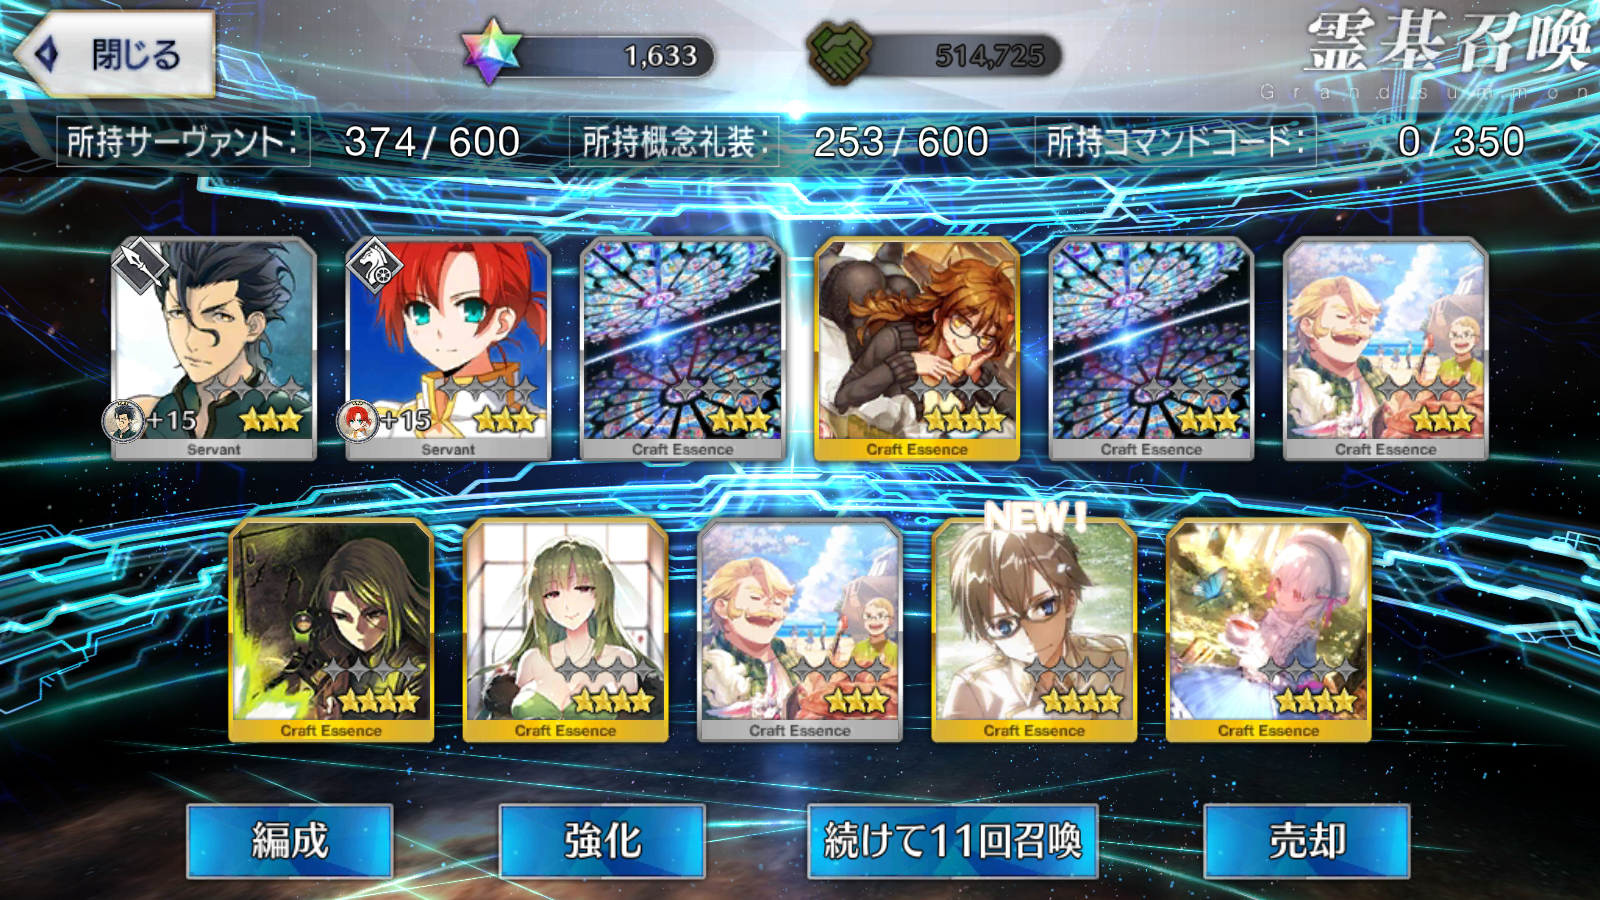 閉じる
1,633
514,725
霊基召喚
Grand summon
所持サーヴァント: 374/600
所持概念礼装: 253/600
所持コマンドコード: 0/350
+15
Servant
+15
Servant
Craft Essence
Craft Essence
Craft Essence
Craft Essence
NEW!
Craft Essence
Craft Essence
Craft Essence
Craft Essence
Craft Essence
編成
強化
続けて11回召喚
売却